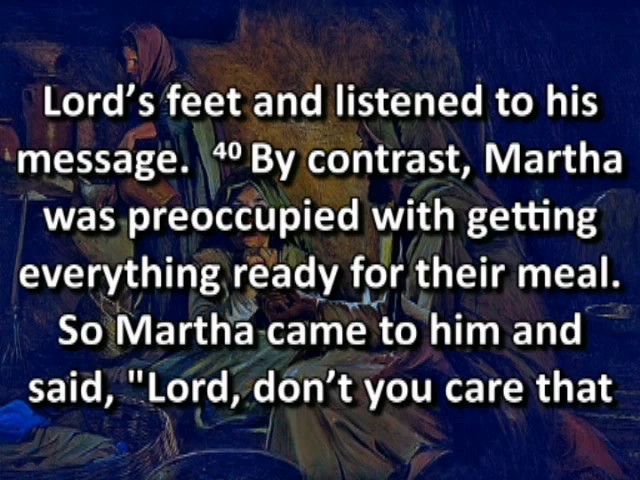 Lord’s feet and listened to his
message. ⁴⁰ By contrast, Martha
was preoccupied with getting
everything ready for their meal.
So Martha came to him and
said, "Lord, don’t you care that